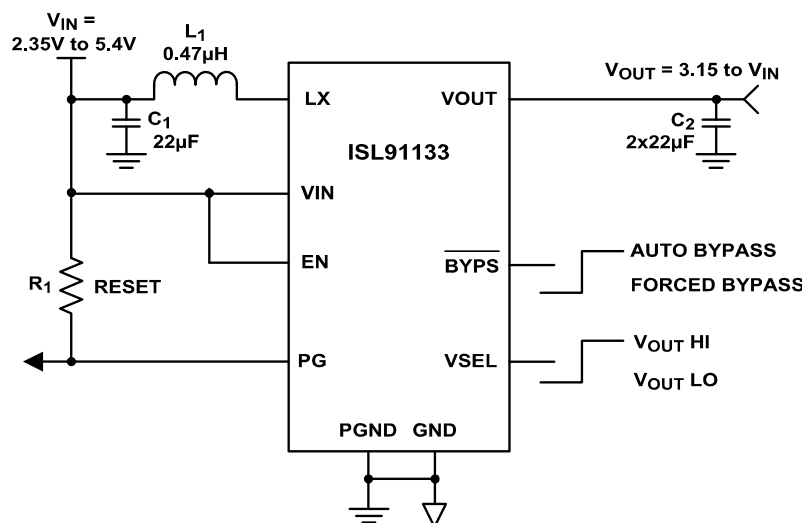 V_IN =
2.35V to 5.4V
L_1
0.47µH
C_1
22µF
LX
VOUT
V_OUT = 3.15 to V_IN
C_2
2x22µF
ISL91133
VIN
EN
BYPS
AUTO BYPASS
FORCED BYPASS
R_1
RESET
PG
VSEL
V_OUT HI
V_OUT LO
PGND GND